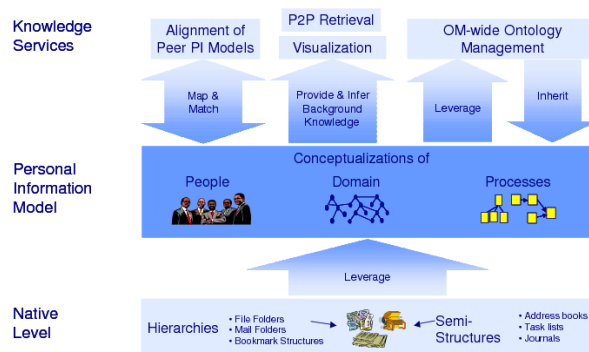 Knowledge
Services
Alignment of
Peer PI Models
P2P Retrieval
Visualization
OM-wide Ontology
Management
Map &
Match
Provide & Infer
Background
Knowledge
Leverage
Inherit
Personal
Information
Model
Conceptualizations of
People
Domain
Processes
Leverage
Native
Level
Hierarchies
• File Folders
• Mail Folders
• Bookmark Structures
Semi-
Structures
• Address books
• Task lists
• Journals